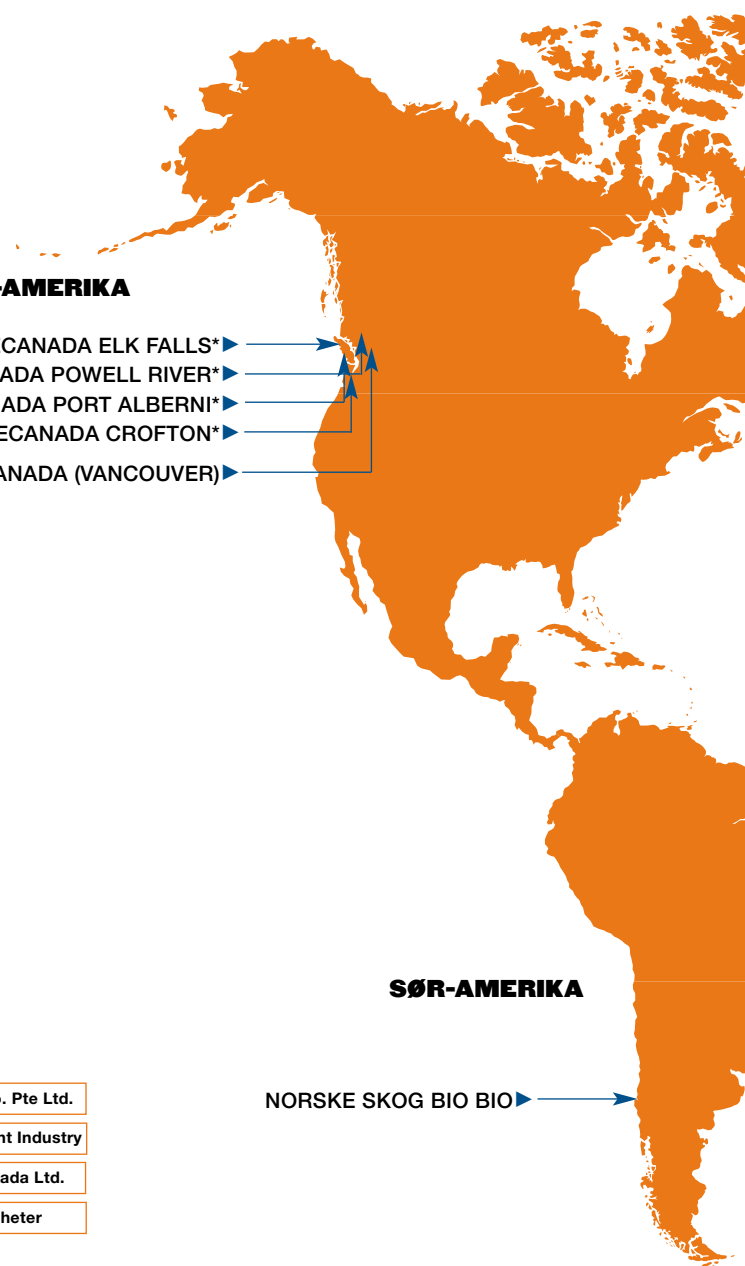 -AMERIKA
ECANADA ELK FALLS*
ADA POWELL RIVER*
ADA PORT ALBERNI*
ECANADA CROFTON*
ANADA (VANCOUVER)
SØR-AMERIKA
NORSKE SKOG BIO BIO
. Pte Ltd.
nt Industry
ada Ltd.
heter